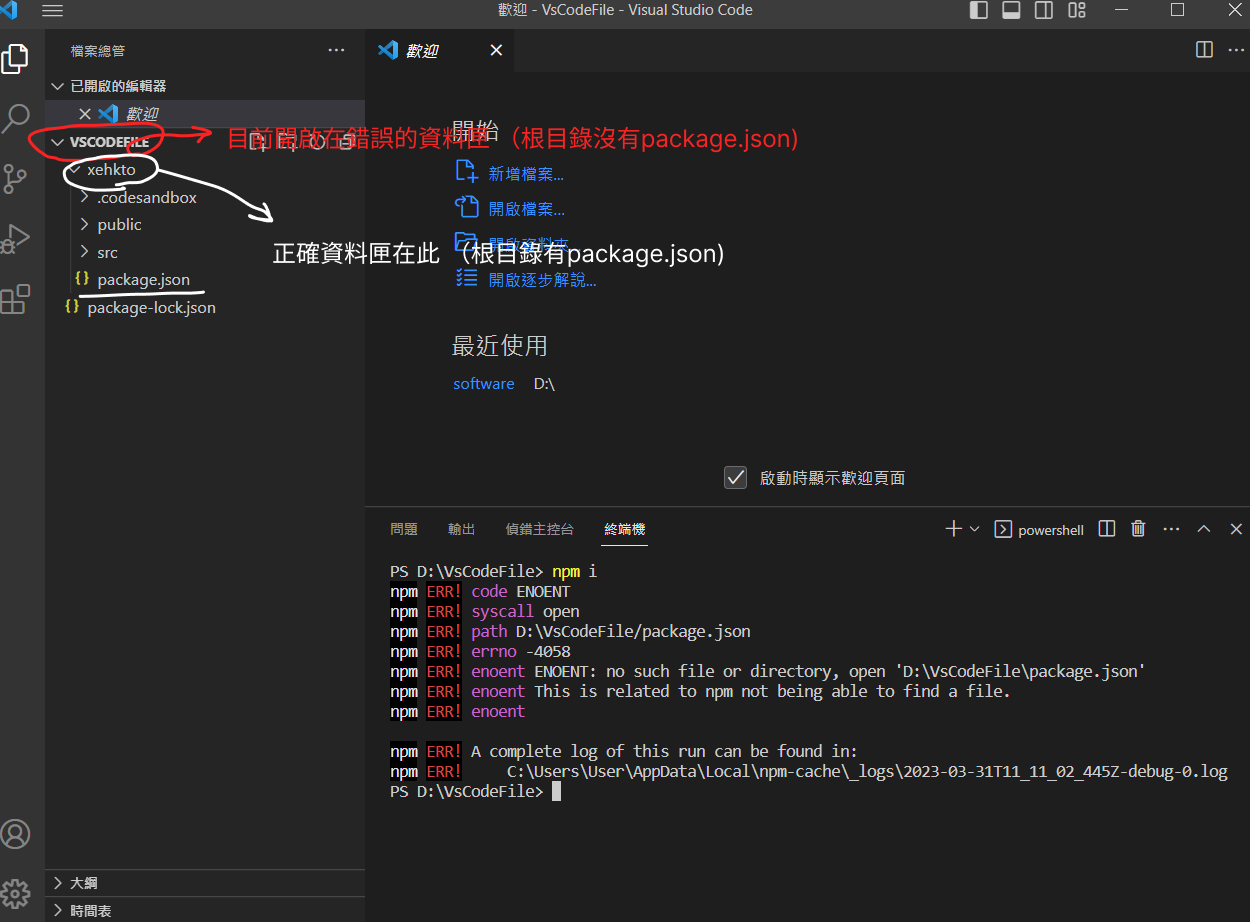 歡迎 - VsCodeFile - Visual Studio Code
檔案總管
歡迎
已開啟的編輯器
歡迎
VSCODEFILE
目前開啟在錯誤的資料匣 （根目錄沒有package.json)
開始
xehkto
新增檔案...
.codesandbox
public
開啟檔案...
src
開啟資料夾...
正確資料匣在此 （根目錄有package.json)
package.json
開啟逐步解說...
package-lock.json
最近使用
software D:\
啟動時顯示歡迎頁面
問題 輸出 偵錯主控台 終端機 powershell
PS D:\VsCodeFile> npm i
npm ERR! code ENOENT
npm ERR! syscall open
npm ERR! path D:\VsCodeFile/package.json
npm ERR! errno -4058
npm ERR! enoent ENOENT: no such file or directory, open 'D:\VsCodeFile\package.json'
npm ERR! enoent This is related to npm not being able to find a file.
npm ERR! enoent
npm ERR! A complete log of this run can be found in:
npm ERR!     C:\Users\User\AppData\Local\npm-cache\_logs\2023-03-31T11_11_02_445Z-debug-0.log
PS D:\VsCodeFile>
大綱
時間表